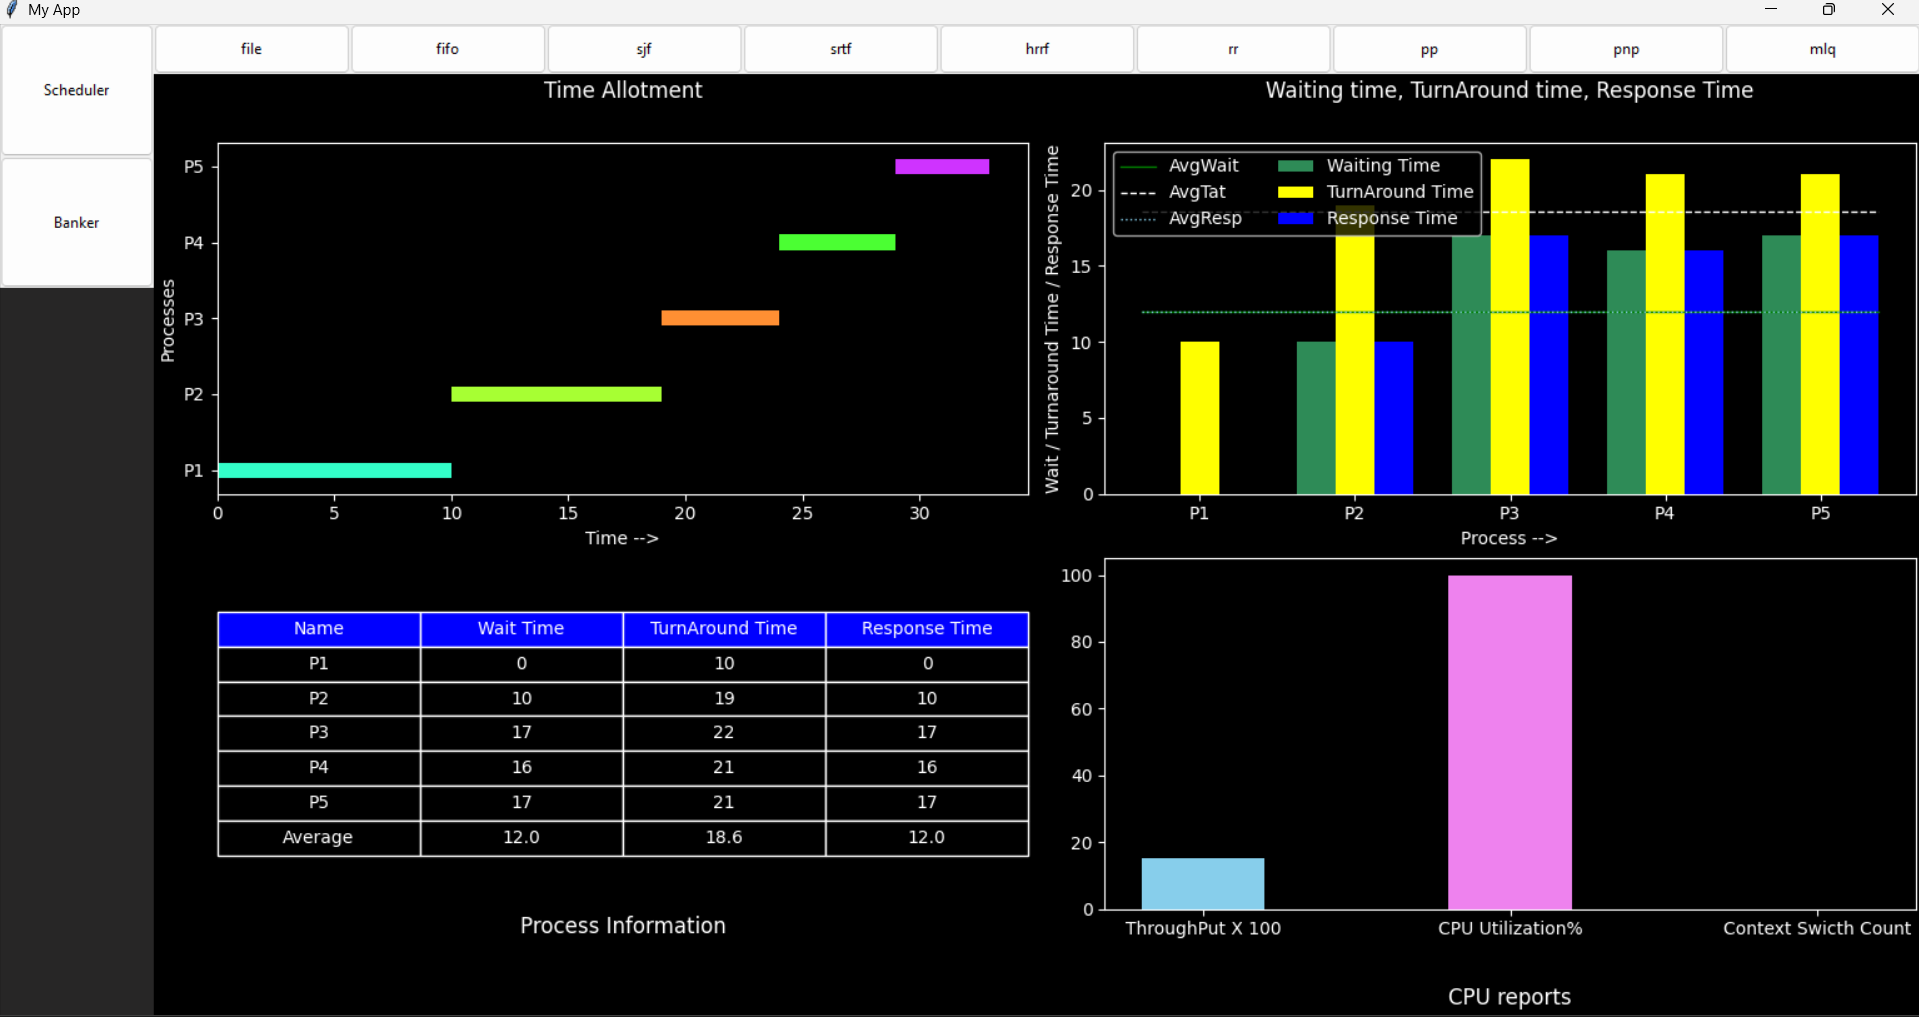 My App
Scheduler
Banker
file fifo sjf srtf hrrf rr pp pnp mlq
Time Allotment
Processes
P5
P4
P3
P2
P1
0 5 10 15 20 25 30
Time -->
Waiting time, TurnAround time, Response Time
Wait / Turnaround Time / Response Time
AvgWait Waiting Time
AvgTat TurnAround Time
AvgResp Response Time
20
15
10
5
0
P1 P2 P3 P4 P5
Process -->
Name Wait Time TurnAround Time Response Time
P1 0 10 0
P2 10 19 10
P3 17 22 17
P4 16 21 16
P5 17 21 17
Average 12.0 18.6 12.0
Process Information
100
80
60
40
20
0
ThroughPut X 100 CPU Utilization% Context Swicth Count
CPU reports